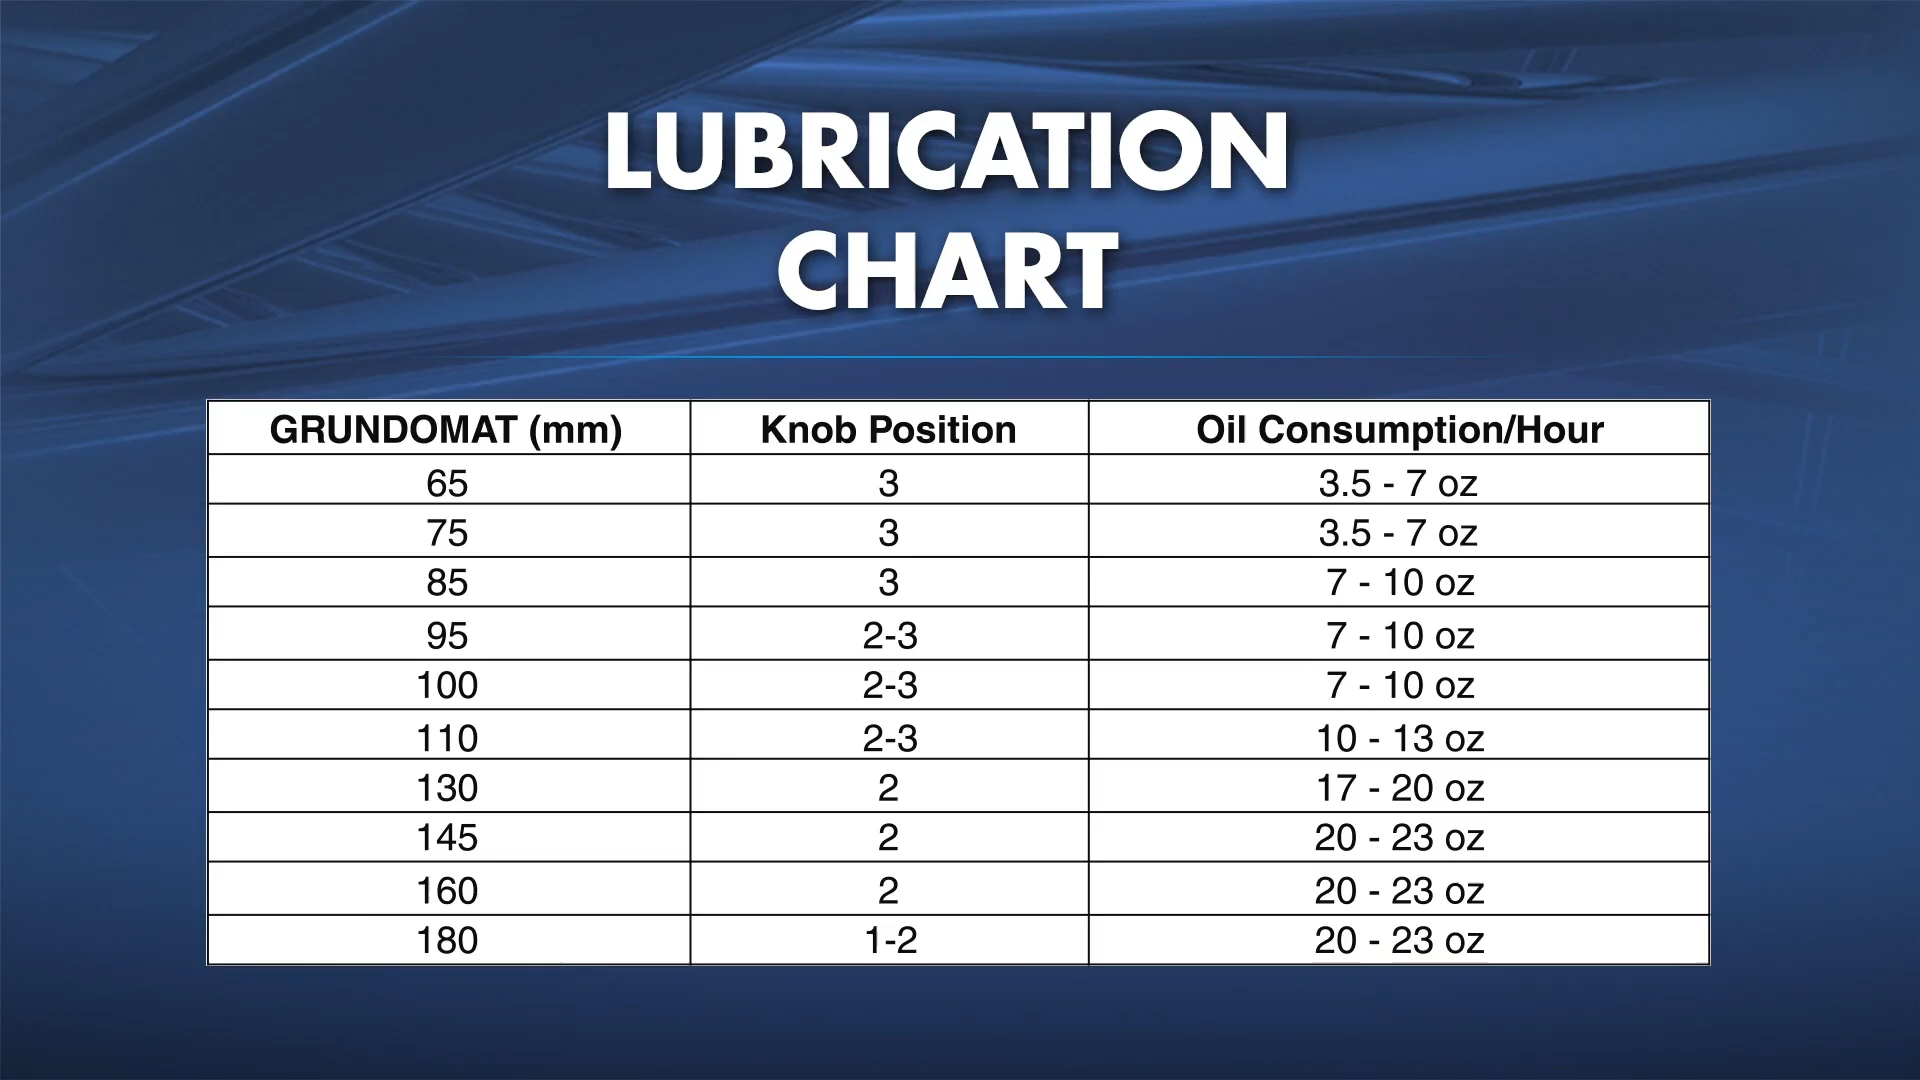 LUBRICATION
CHART
GRUNDOMAT (mm) Knob Position Oil Consumption/Hour
65 3 3.5 - 7 oz
75 3 3.5 - 7 oz
85 3 7 - 10 oz
95 2-3 7 - 10 oz
100 2-3 7 - 10 oz
110 2-3 10 - 13 oz
130 2 17 - 20 oz
145 2 20 - 23 oz
160 2 20 - 23 oz
180 1-2 20 - 23 oz